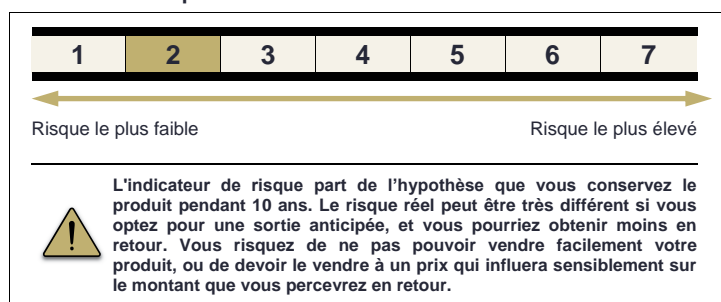 1 2 3 4 5 6 7
Risque le plus faible Risque le plus élevé
L'indicateur de risque part de l’hypothèse que vous conservez le
produit pendant 10 ans. Le risque réel peut être très différent si vous
optez pour une sortie anticipée, et vous pourriez obtenir moins en
retour. Vous risquez de ne pas pouvoir vendre facilement votre
produit, ou de devoir le vendre à un prix qui influera sensiblement sur
le montant que vous percevrez en retour.